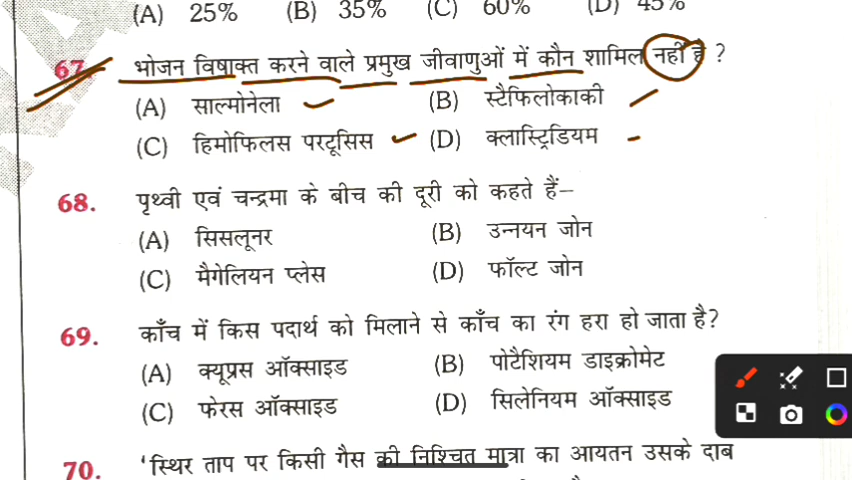 (A) 25% (B) 35% (C) 60% (D) 45%
67. भोजन विषाक्त करने वाले प्रमुख जीवाणुओं में कौन शामिल नहीं है ?
(A) साल्मोनेला (B) स्टैफिलोकाकी
(C) हिमोफिलस परटूसिस (D) क्लास्ट्रिडियम
68. पृथ्वी एवं चन्द्रमा के बीच की दूरी को कहते हैं–
(A) सिसलूनर (B) उन्नयन जोन
(C) मैगेलियन प्लेस (D) फॉल्ट जोन
69. काँच में किस पदार्थ को मिलाने से काँच का रंग हरा हो जाता है?
(A) क्यूप्रस ऑक्साइड (B) पोटैशियम डाइक्रोमेट
(C) फेरस ऑक्साइड (D) सिलेनियम ऑक्साइड
70. 'स्थिर ताप पर किसी गैस की निश्चित मात्रा का आयतन उसके दाब